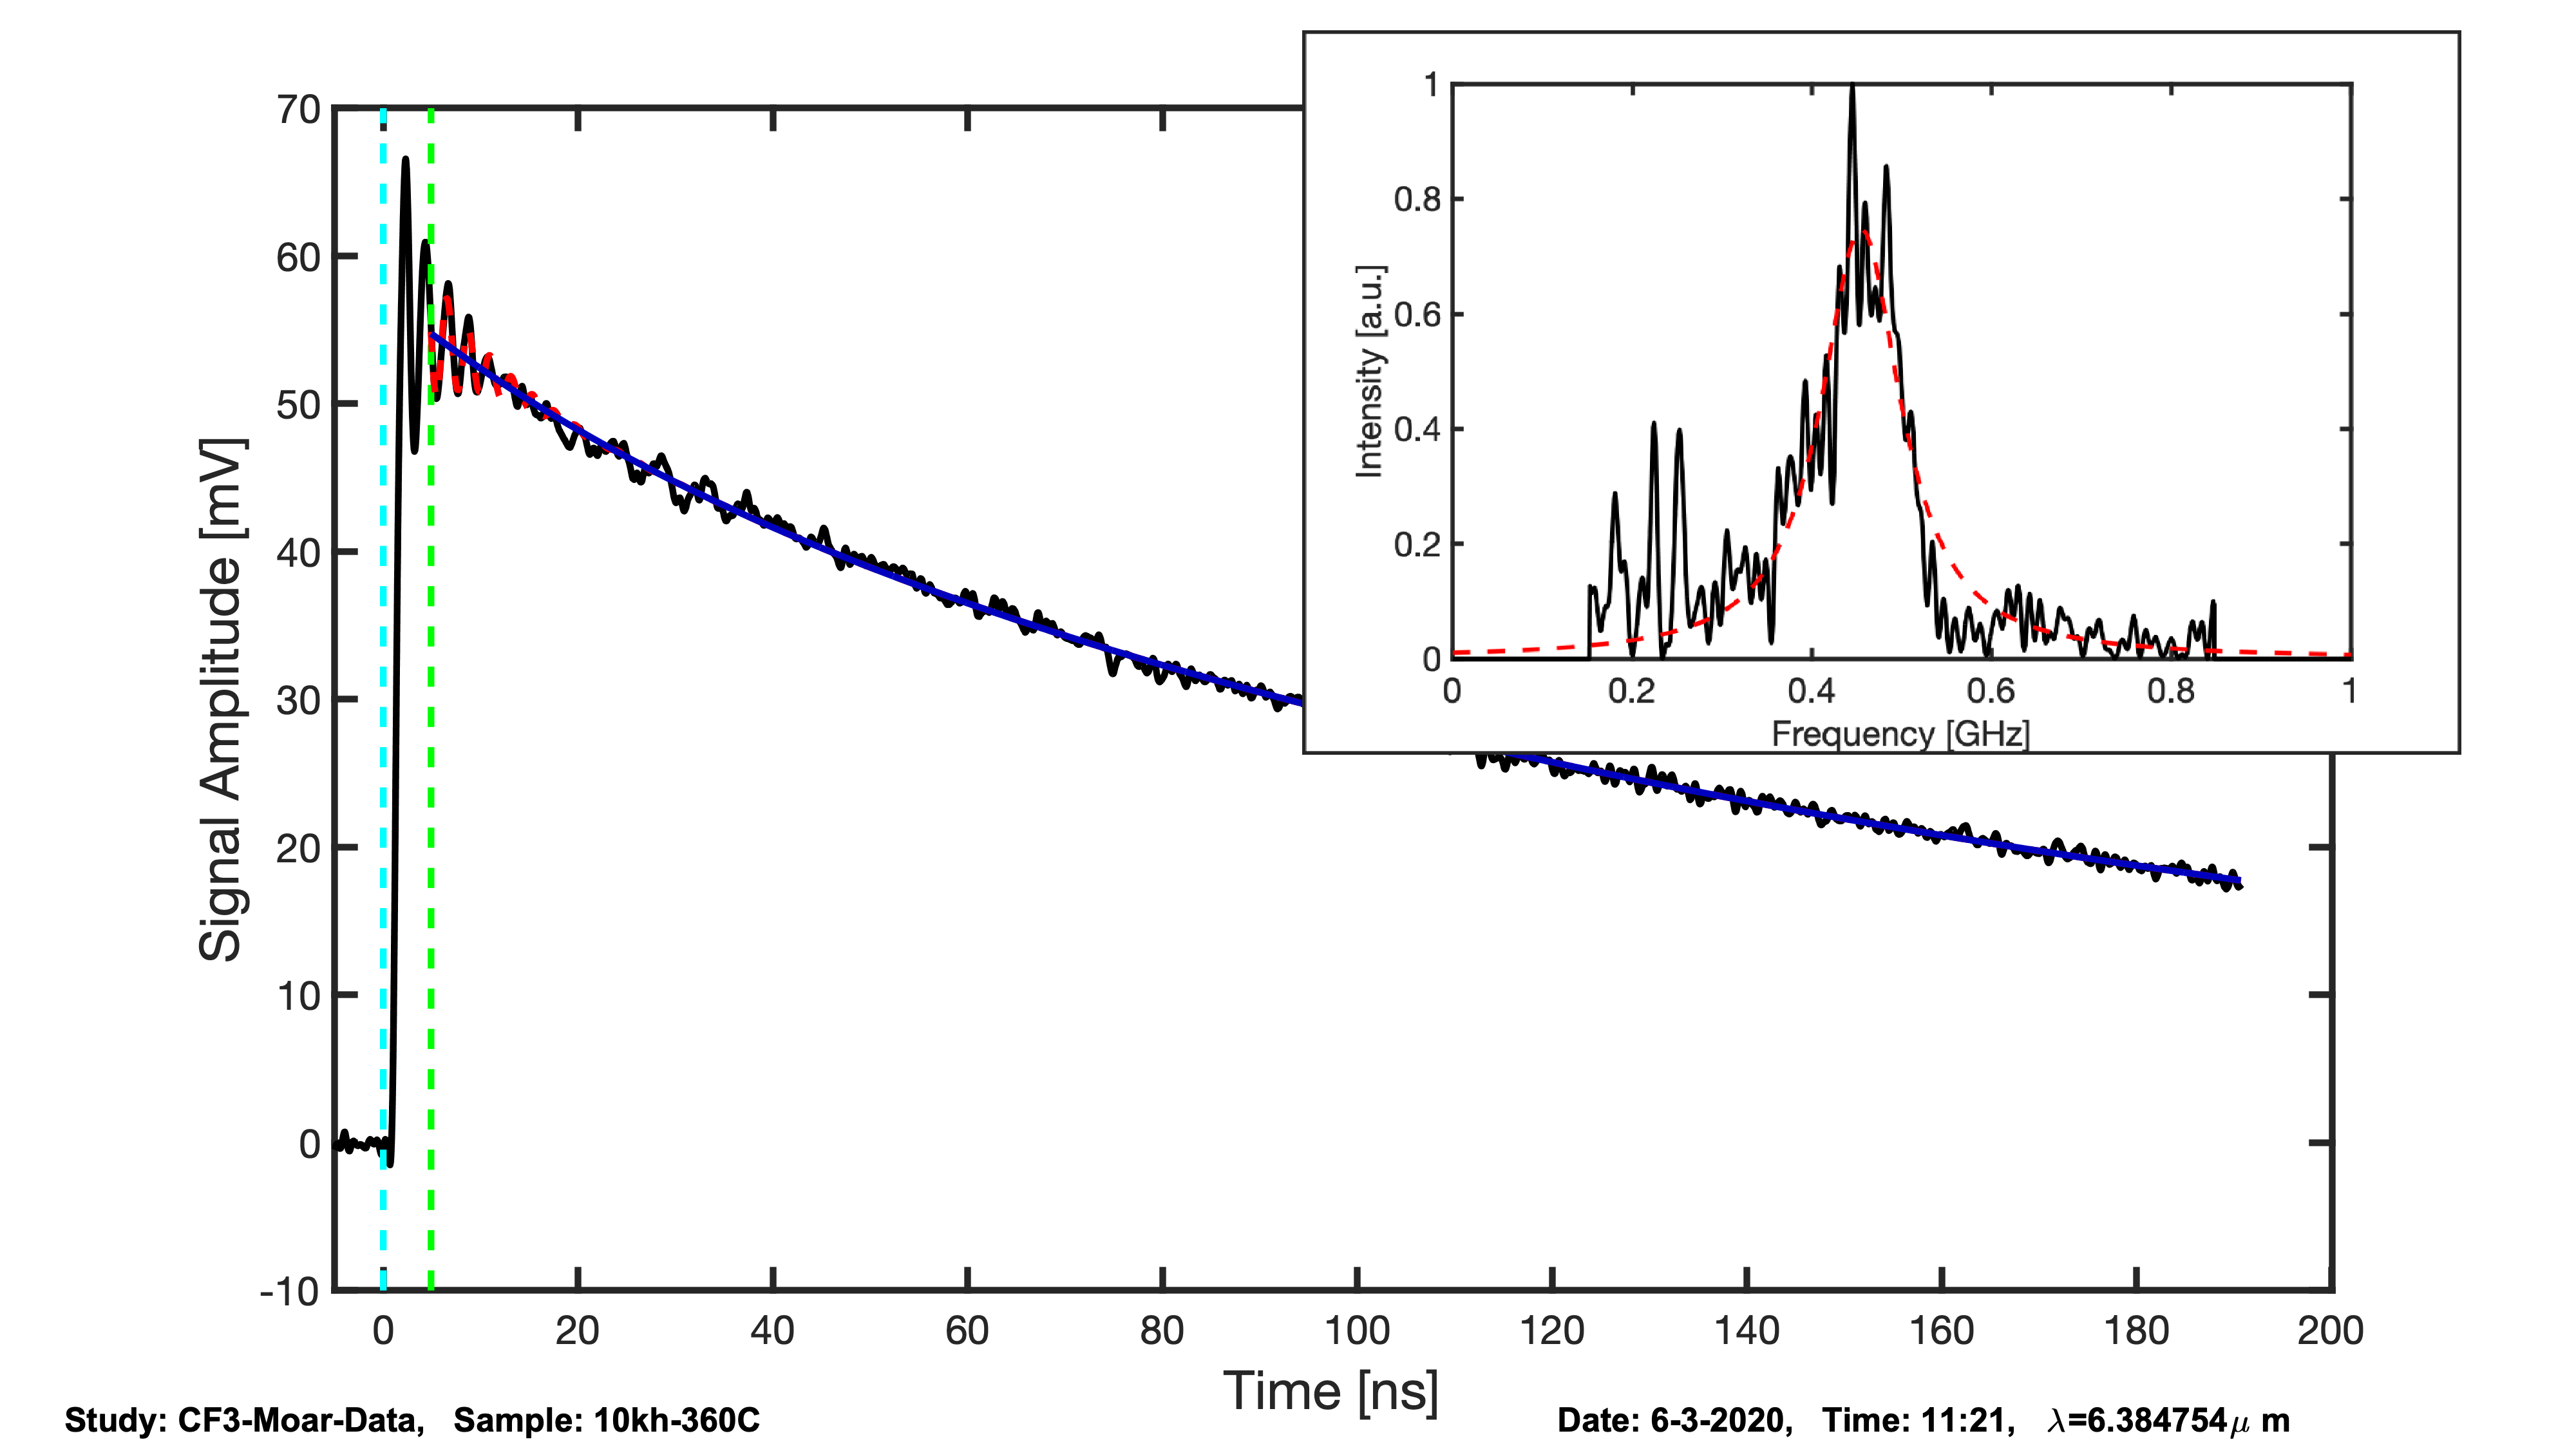 70
60
50
40
30
20
10
0
-10
Signal Amplitude [mV]
0 20 40 60 80 100 120 140 160 180 200
Time [ns]
1
0.8
0.6
0.4
0.2
0
Intensity [a.u.]
0 0.2 0.4 0.6 0.8 1
Frequency [GHz]
Study: CF3-Moar-Data, Sample: 10kh-360C
Date: 6-3-2020, Time: 11:21, λ=6.384754μ m